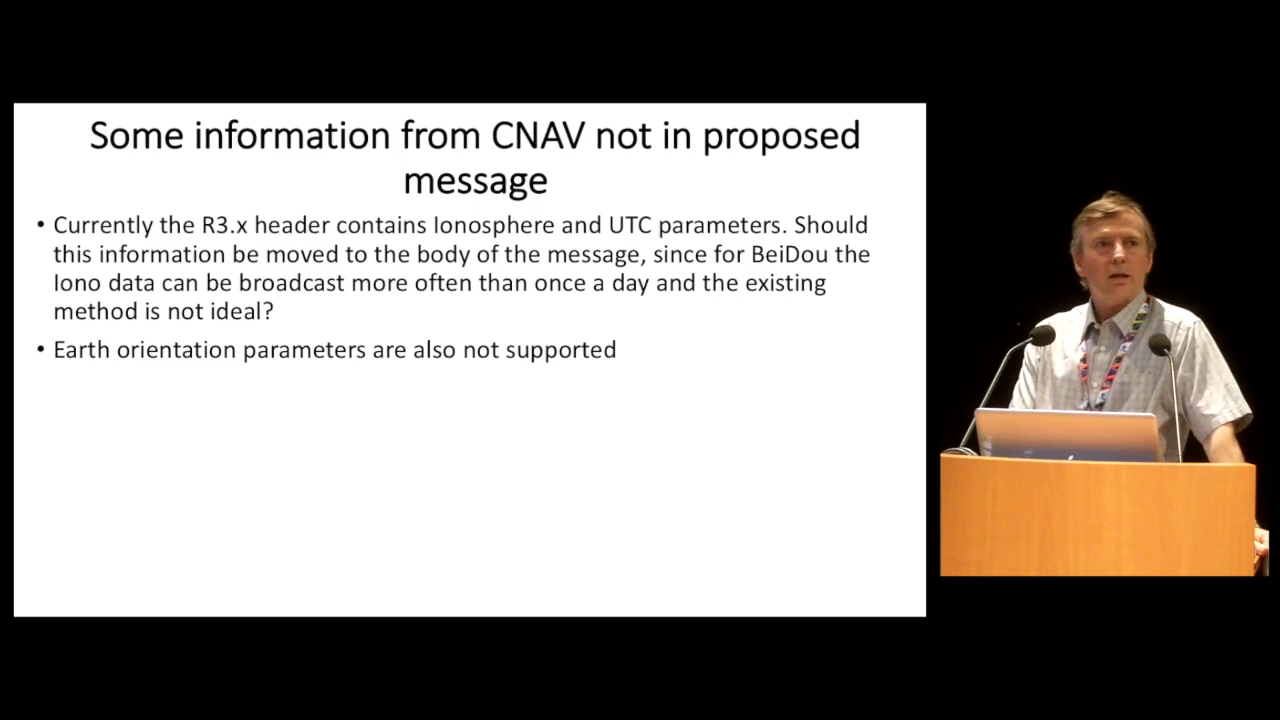 Some information from CNAV not in proposed
message
• Currently the R3.x header contains Ionosphere and UTC parameters. Should
this information be moved to the body of the message, since for BeiDou the
Iono data can be broadcast more often than once a day and the existing
method is not ideal?
• Earth orientation parameters are also not supported